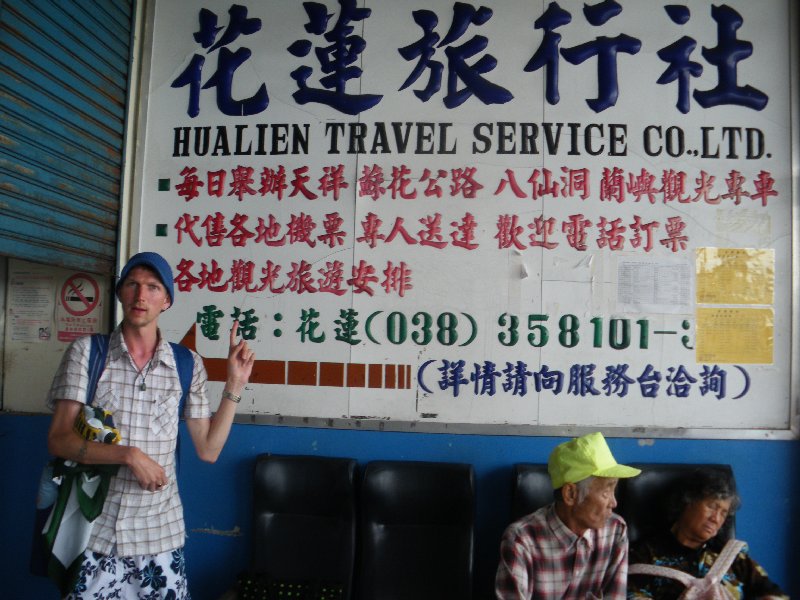 花蓮旅行社
HUALIEN TRAVEL SERVICE CO.,LTD.
每日舉辦天祥 蘇花公路 八仙洞 蘭嶼觀光專車
代售各地機票 專人送達 歡迎電話訂票
各地觀光旅遊安排
電話：花蓮(038) 358101-
(詳情請向服務台洽詢)